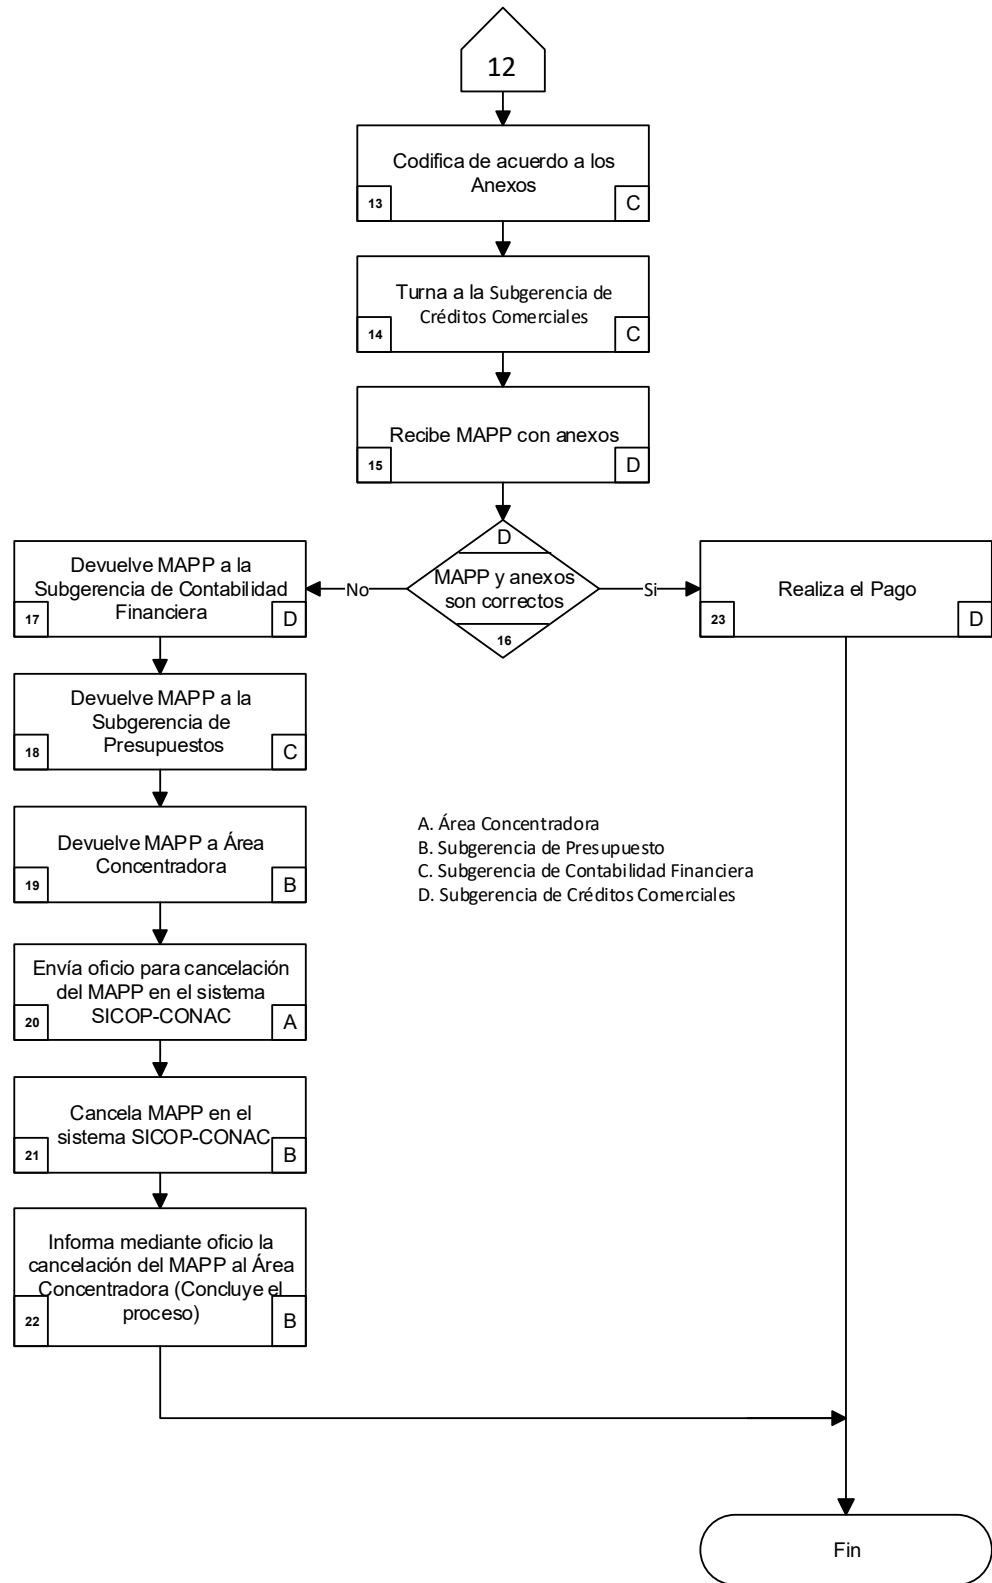 12
Codifica de acuerdo a los
Anexos
13
C
Turna a la Subgerencia de
Créditos Comerciales
14
C
Recibe MAPP con anexos
15
D
D
MAPP y anexos
son correctos
16
No
Si
Devuelve MAPP a la
Subgerencia de Contabilidad
Financiera
17
D
Realiza el Pago
23
D
Devuelve MAPP a la
Subgerencia de
Presupuestos
18
C
Devuelve MAPP a Área
Concentradora
19
B
A. Área Concentradora
B. Subgerencia de Presupuesto
C. Subgerencia de Contabilidad Financiera
D. Subgerencia de Créditos Comerciales
Envía oficio para cancelación
del MAPP en el sistema
SICOP-CONAC
20
A
Cancela MAPP en el
sistema SICOP-CONAC
21
B
Informa mediante oficio la
cancelación del MAPP al Área
Concentradora (Concluye el
proceso)
22
B
Fin